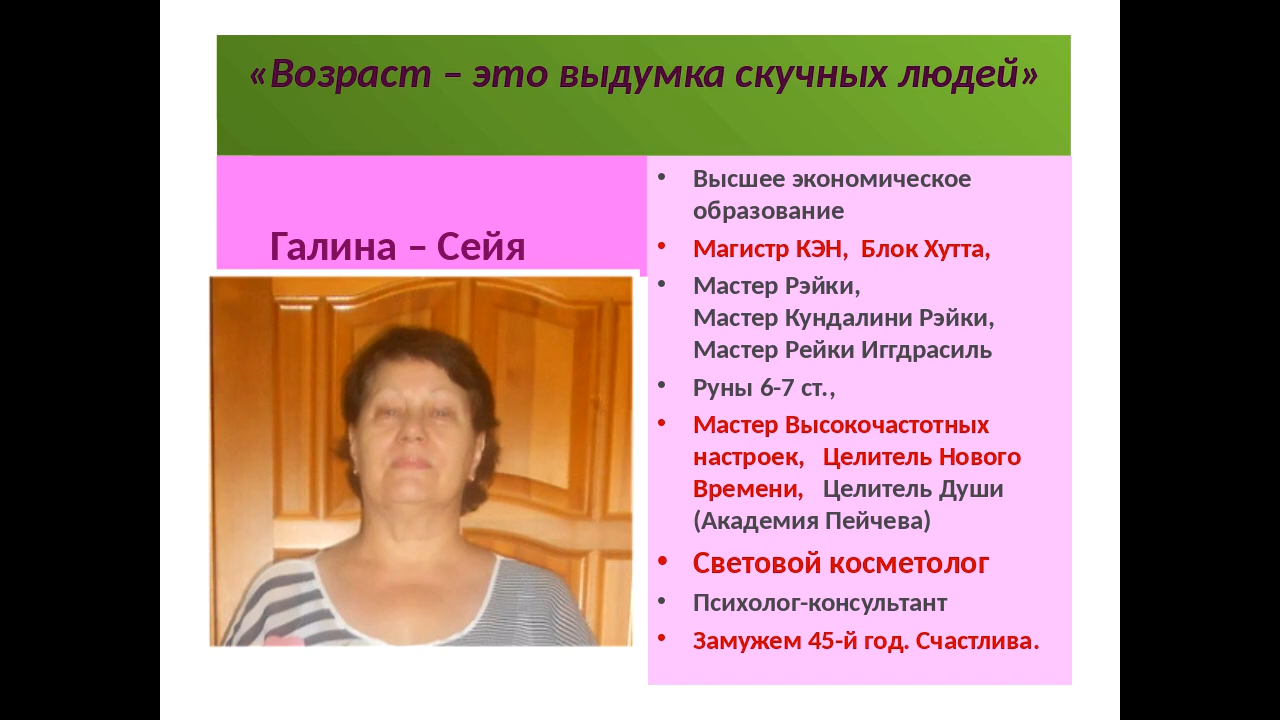 «Возраст – это выдумка скучных людей»
Галина – Сейя
• Высшее экономическое
образование
• Магистр КЭН, Блок Хутта,
• Мастер Рэйки,
Мастер Кундалини Рэйки,
Мастер Рейки Иггдрасиль
• Руны 6-7 ст.,
• Мастер Высокочастотных
настроек, Целитель Нового
Времени, Целитель Души
(Академия Пейчева)
• Световой косметолог
• Психолог-консультант
• Замужем 45-й год. Счастлива.